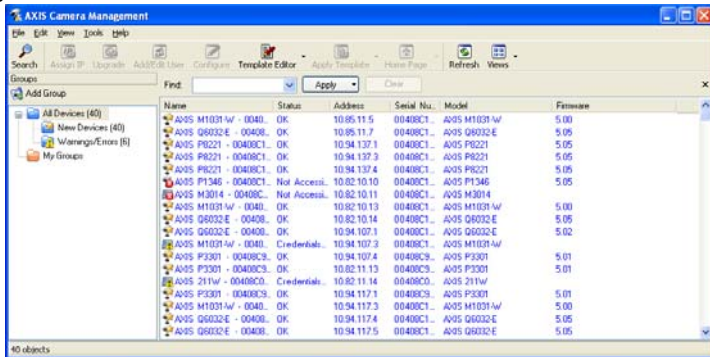 AXIS Camera Management
File Edit View Tools Help
Search Assign IP Upgrade Add/Edit User Configure Template Editor Apply Template Home Page Refresh Views
Groups
Find: Apply Clear x
Add Group
Name Status Address Serial Nu... Model Firmware
All Devices (40)
New Devices (40)
Warnings/Errors [6]
My Groups
AXIS M1031-W - 0040... OK 10.85.11.5 00408C1... AXIS M1031-W 5.00
AXIS Q6032-E - 00408... OK 10.85.11.7 00408C1... AXIS Q6032-E 5.05
AXIS P8221 - 00408C1... OK 10.94.137.1 00408C1... AXIS P8221 5.05
AXIS P8221 - 00408C1... OK 10.94.137.3 00408C1... AXIS P8221 5.05
AXIS P8221 - 00408C1... OK 10.94.137.4 00408C1... AXIS P8221 5.05
AXIS P1346 - 00408C1... Not Accessi... 10.82.10.10 00408C1... AXIS P1346 5.05
AXIS M3014 - 00408C... Not Accessi... 10.82.10.11 00408C1... AXIS M3014
AXIS M1031-W - 0040... OK 10.82.10.13 00408C1... AXIS M1031-W 5.00
AXIS Q6032-E - 00408... OK 10.82.10.14 00408C1... AXIS Q6032-E 5.05
AXIS Q6032-E - 00408... OK 10.94.107.1 00408C1... AXIS Q6032-E 5.02
AXIS M1031-W - 0040... Credentials... 10.94.107.3 00408C1... AXIS M1031-W
AXIS P3301 - 00408C9... OK 10.94.107.4 00408C9... AXIS P3301 5.01
AXIS P3301 - 00408C9... OK 10.82.11.13 00408C9... AXIS P3301 5.01
AXIS 211W - 00408C0... Credentials... 10.82.11.14 00408C0... AXIS 211W
AXIS P3301 - 00408C9... OK 10.94.117.1 00408C9... AXIS P3301 5.01
AXIS M1031-W - 0040... OK 10.94.117.3 00408C1... AXIS M1031-W 5.00
AXIS Q6032-E - 00408... OK 10.94.117.4 00408C1... AXIS Q6032-E 5.05
AXIS Q6032-E - 00408... OK 10.94.117.5 00408C1... AXIS Q6032-E 5.05
40 objects